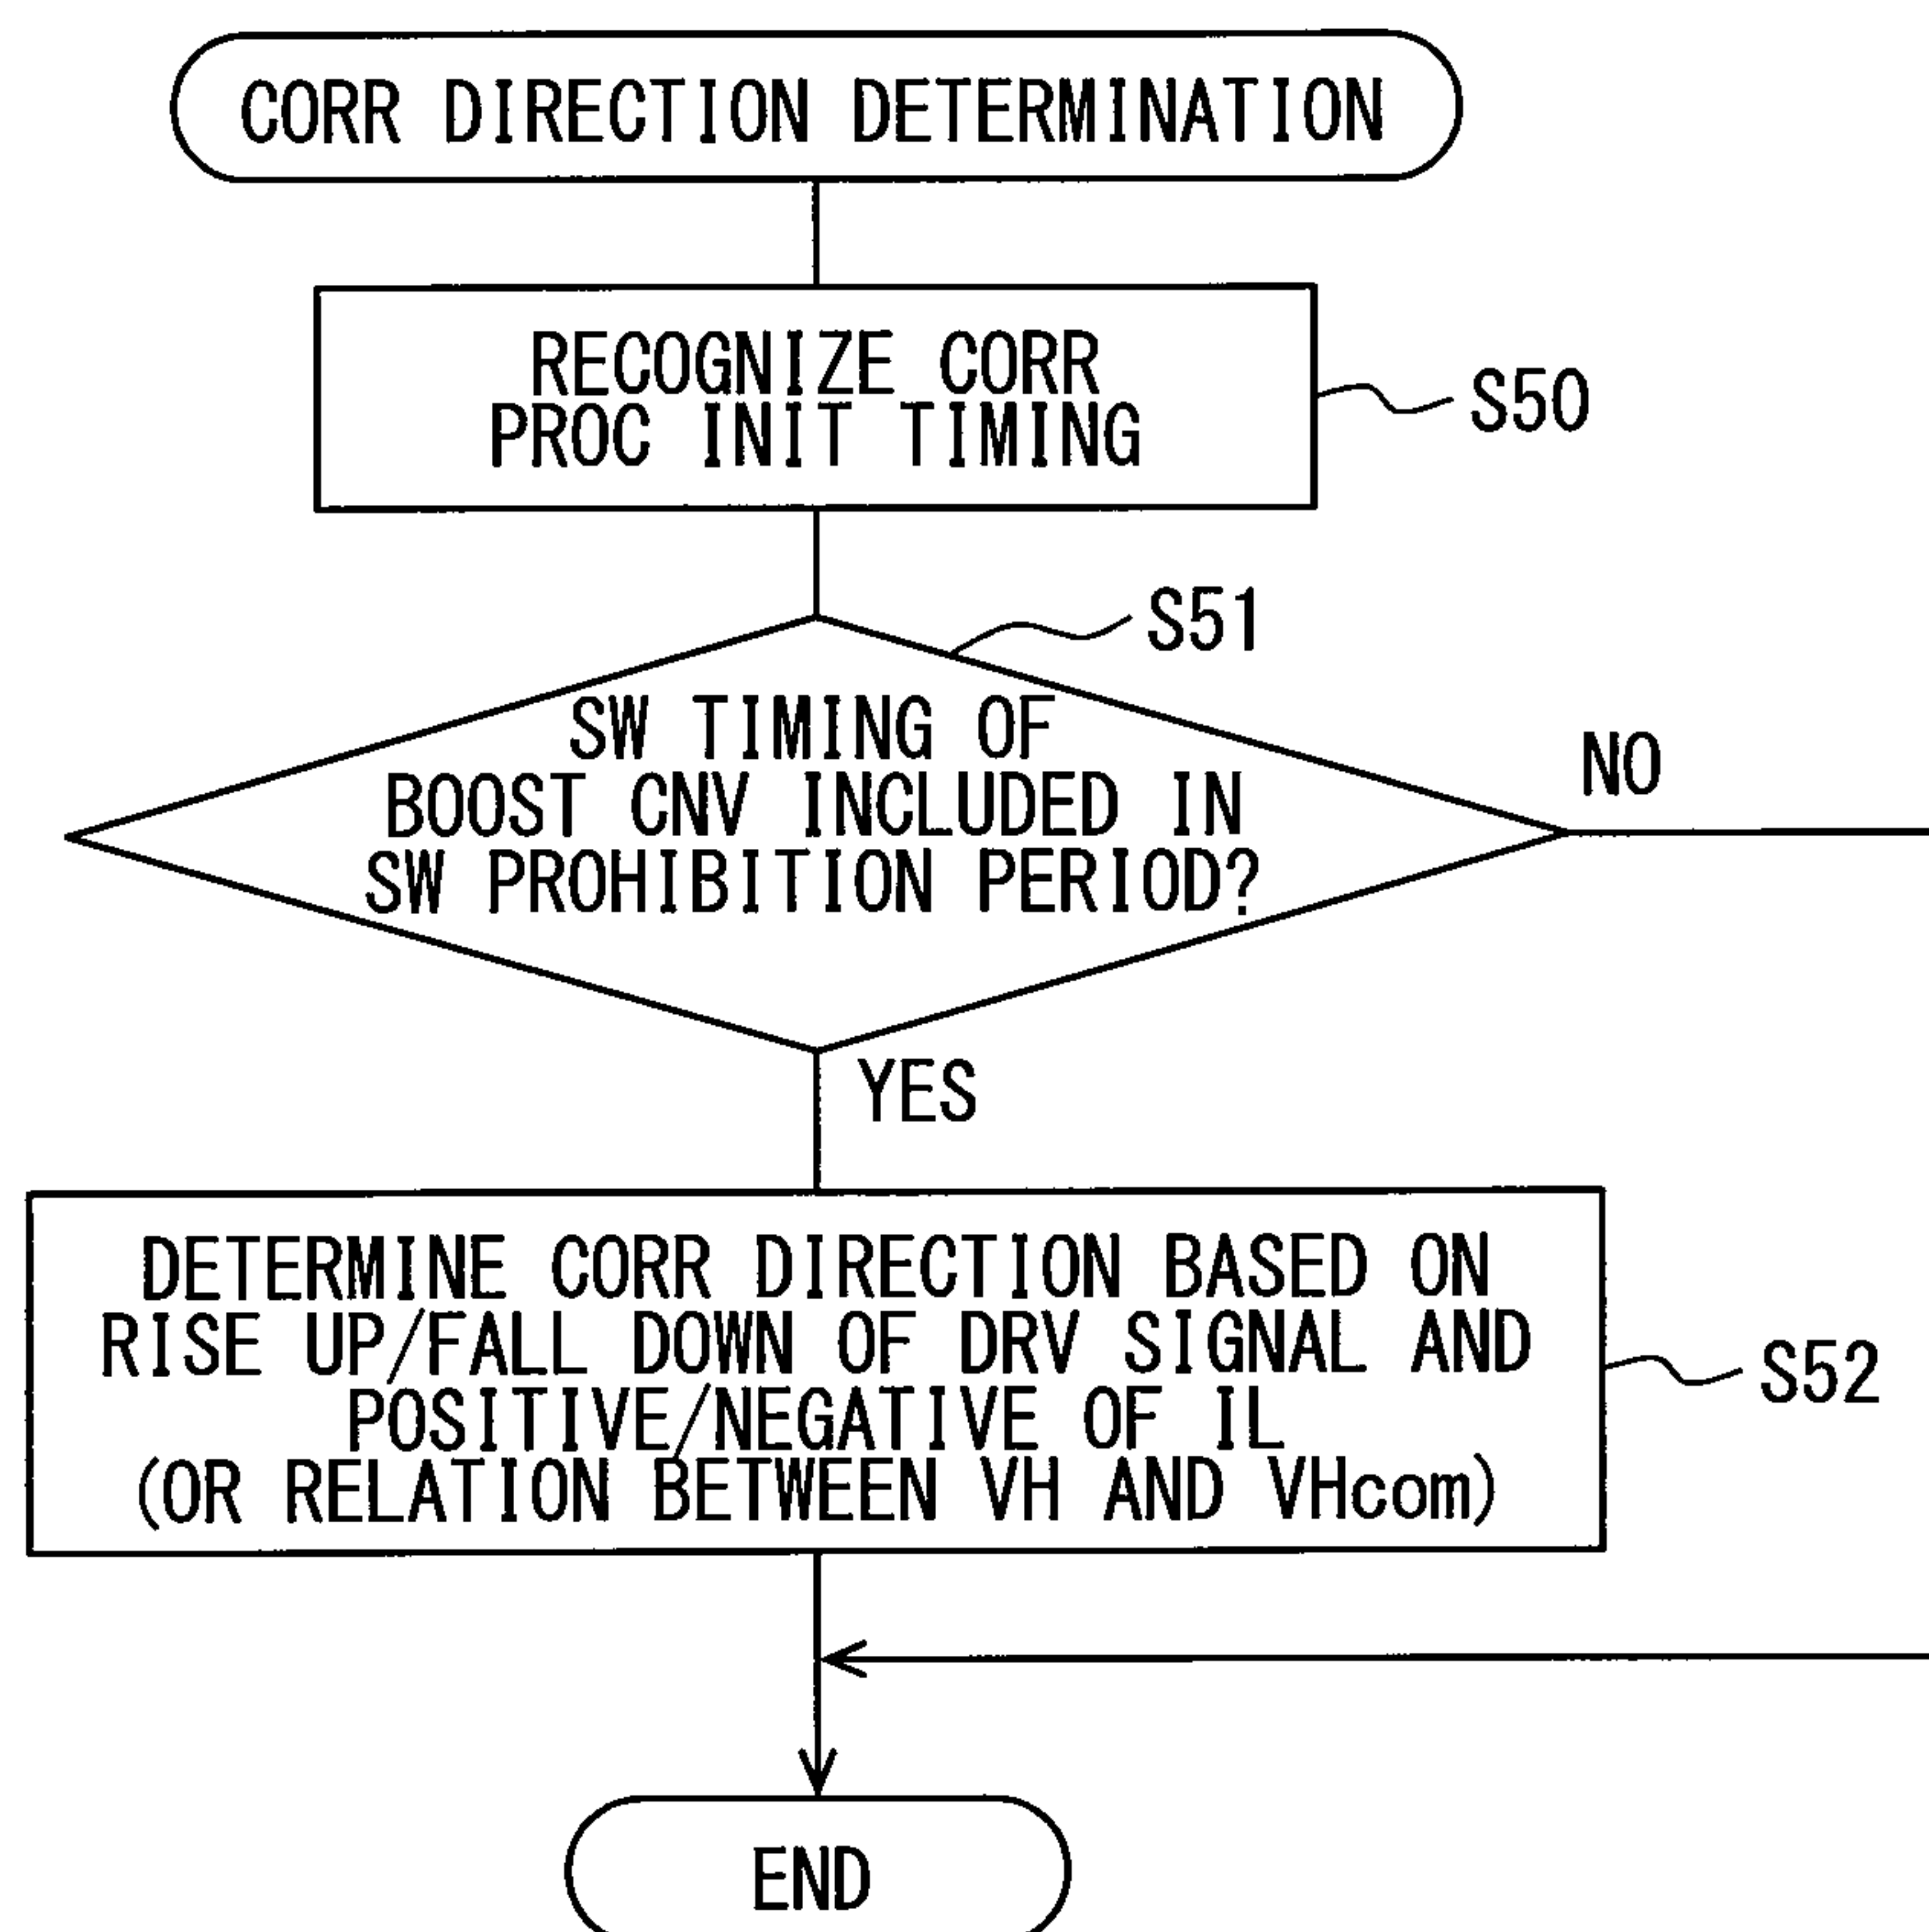 CORR DIRECTION DETERMINATION
RECOGNIZE CORR
PROC INIT TIMING
S50
S51
SW TIMING OF
BOOST CNV INCLUDED IN
SW PROHIBITION PERIOD?
NO
YES
DETERMINE CORR DIRECTION BASED ON
RISE UP/FALL DOWN OF DRV SIGNAL AND
POSITIVE/NEGATIVE OF IL
(OR RELATION BETWEEN VH AND VHcom)
S52
END